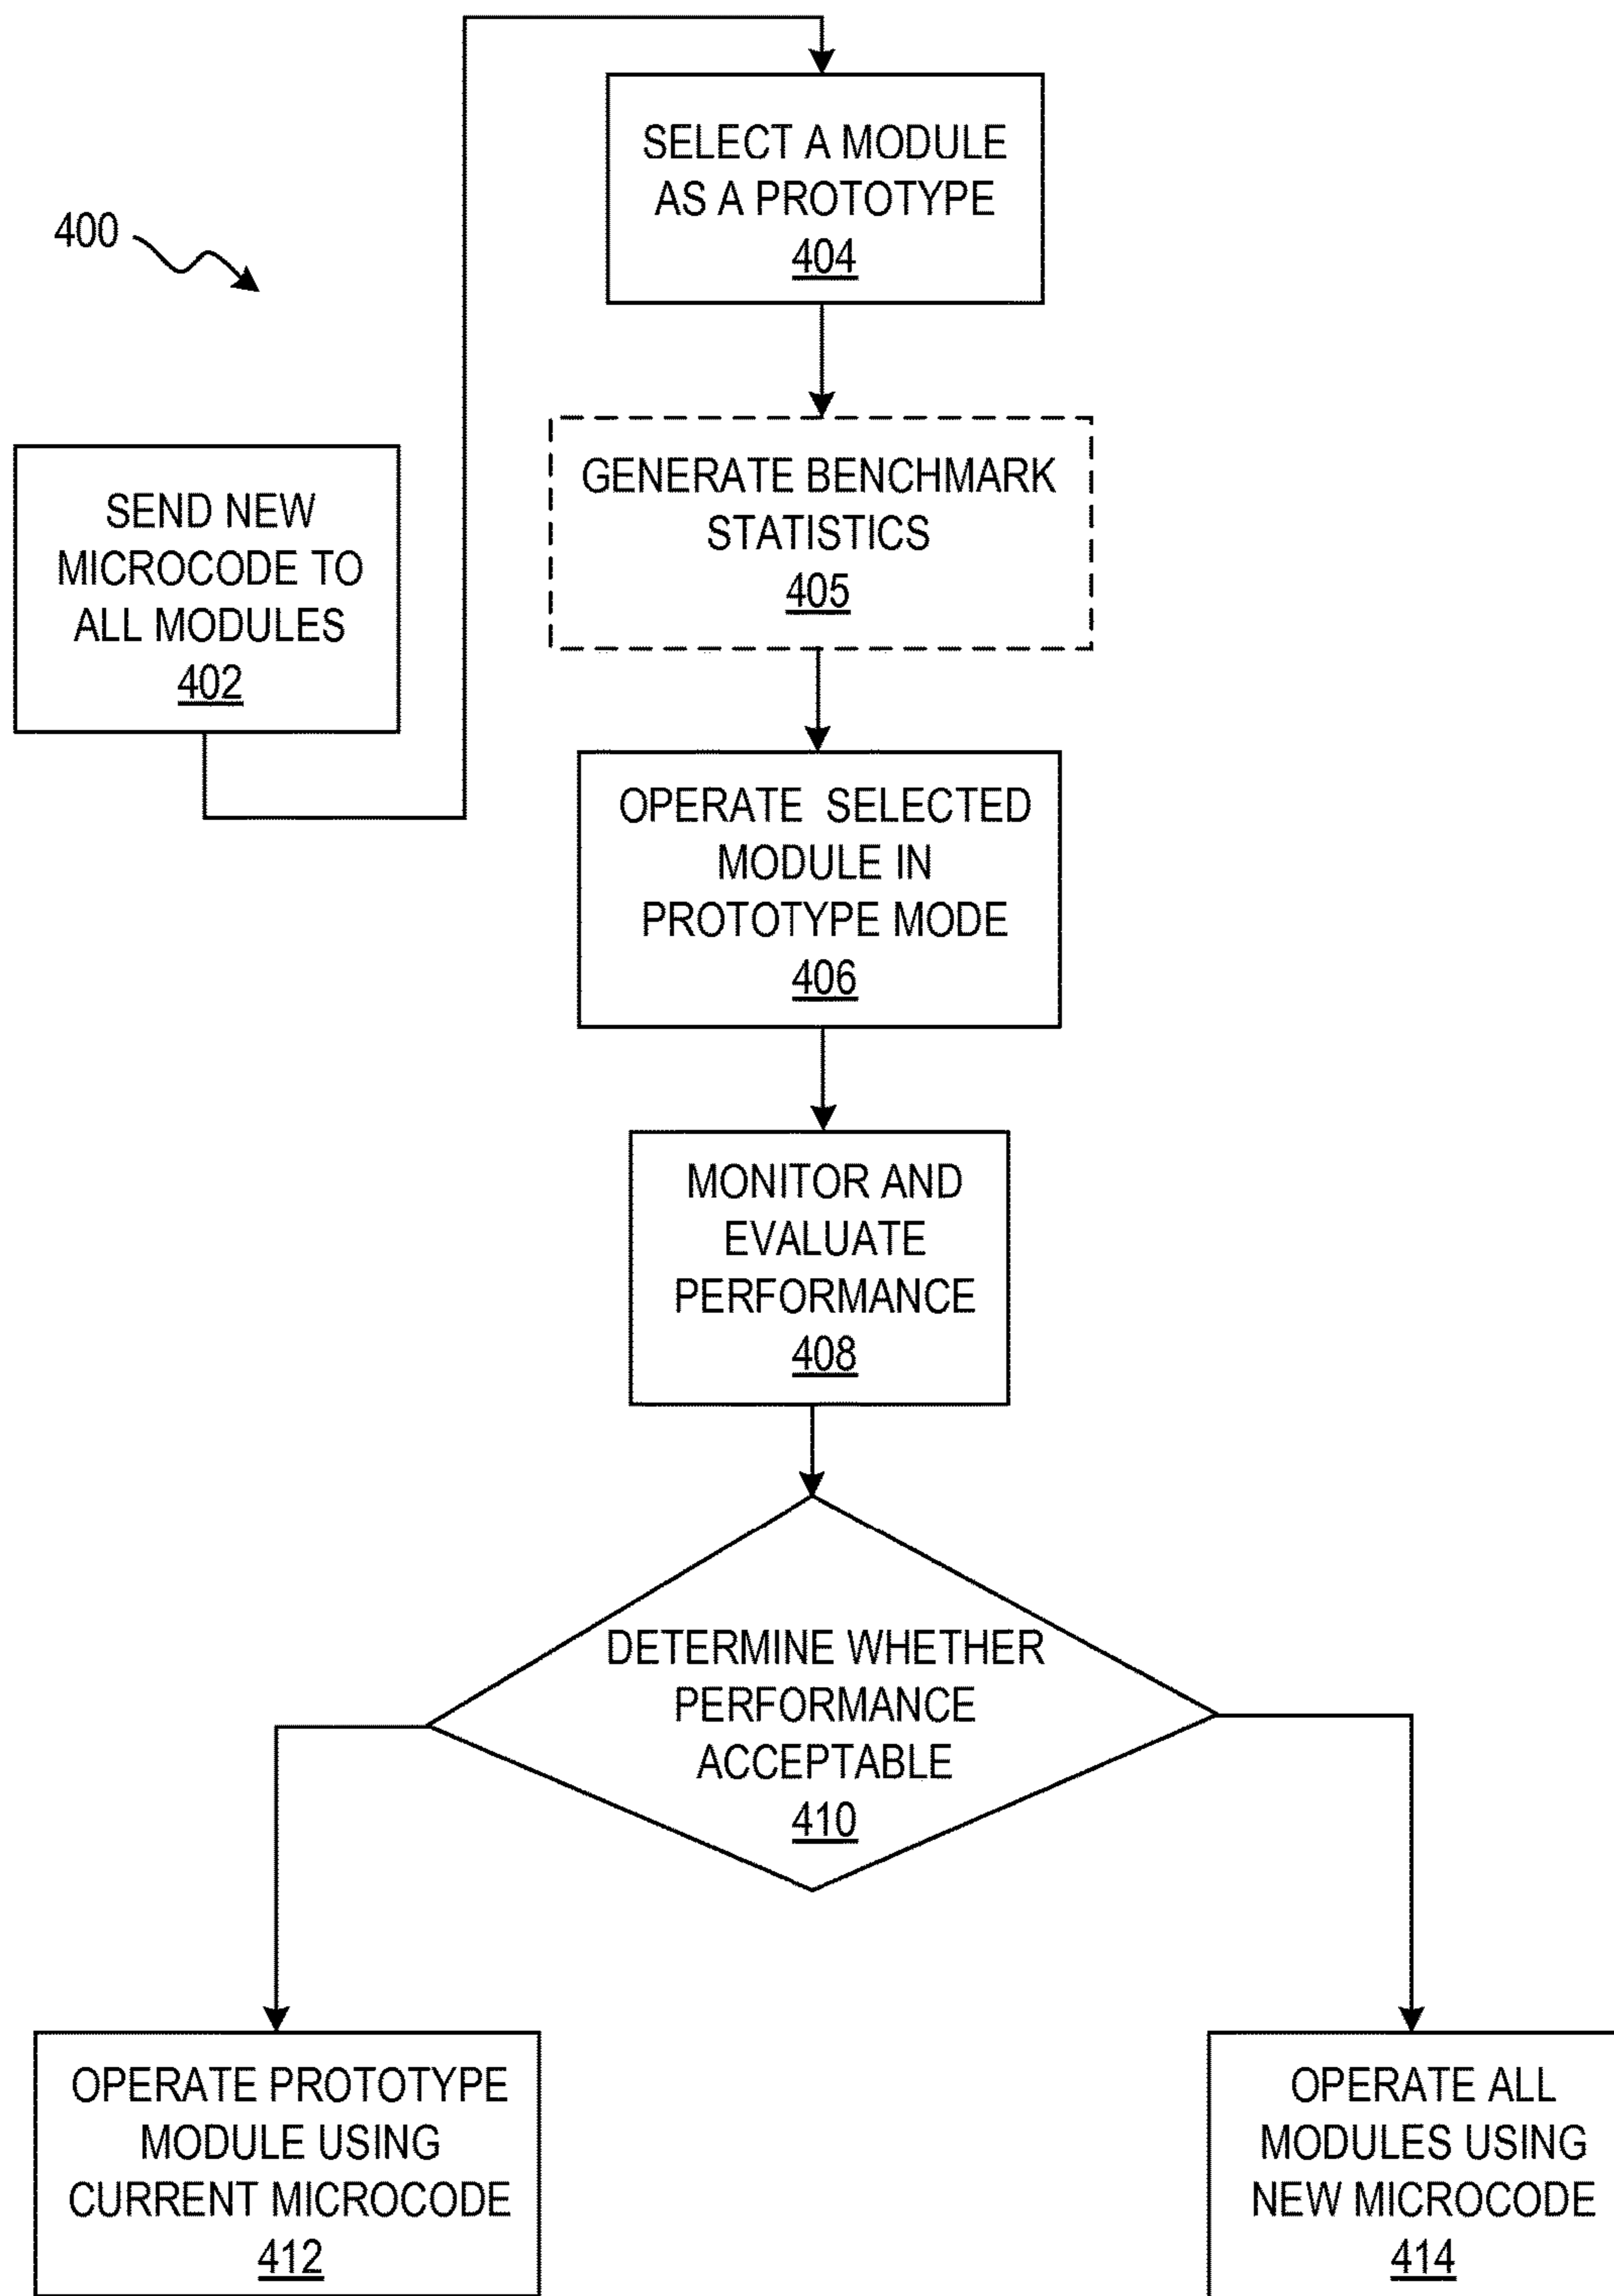 400
SEND NEW
MICROCODE TO
ALL MODULES
402
SELECT A MODULE
AS A PROTOTYPE
404
GENERATE BENCHMARK
STATISTICS
405
OPERATE SELECTED
MODULE IN
PROTOTYPE MODE
406
MONITOR AND
EVALUATE
PERFORMANCE
408
DETERMINE WHETHER
PERFORMANCE
ACCEPTABLE
410
OPERATE PROTOTYPE
MODULE USING
CURRENT MICROCODE
412
OPERATE ALL
MODULES USING
NEW MICROCODE
414